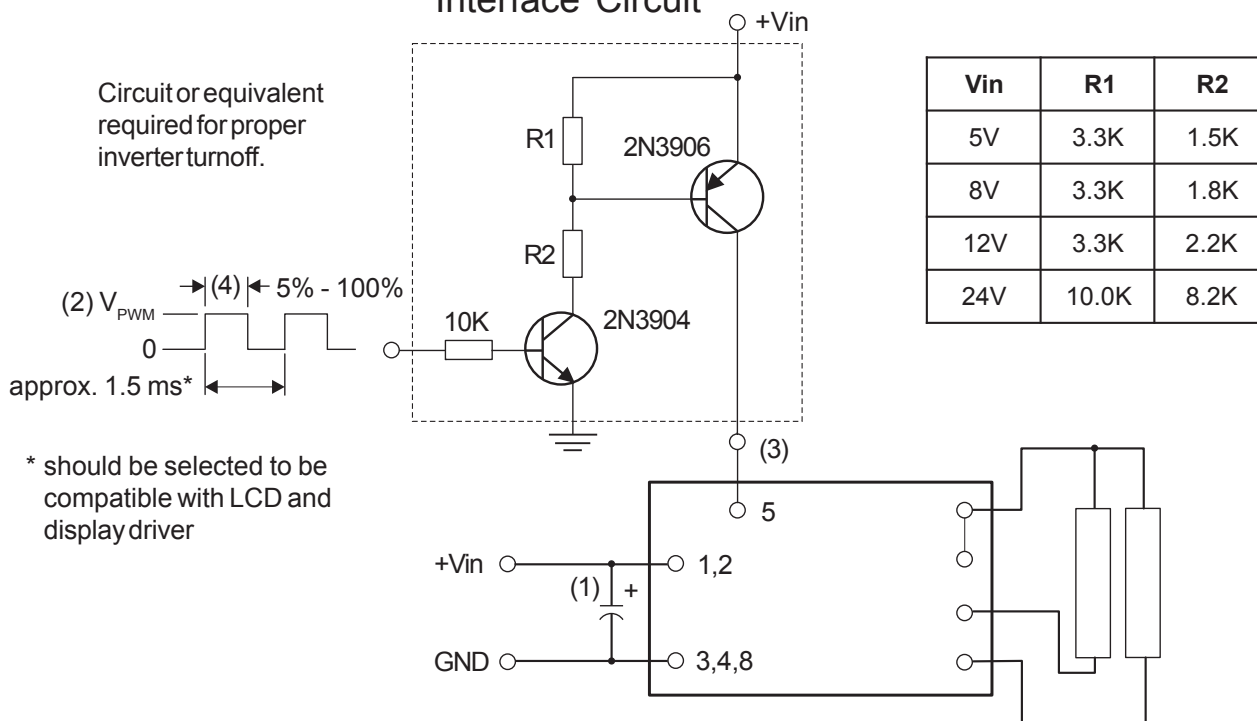 Interface Circuit
+Vin
Circuit or equivalent
required for proper
inverter turnoff.
R1
2N3906
R2
(4) 5% - 100%
(2) VPWM
0
10K
2N3904
approx. 1.5 ms*
* should be selected to be
compatible with LCD and
display driver
(3)
5
+Vin
1,2
(1) +
GND
3,4,8
Vin R1 R2
5V 3.3K 1.5K
8V 3.3K 1.8K
12V 3.3K 2.2K
24V 10.0K 8.2K